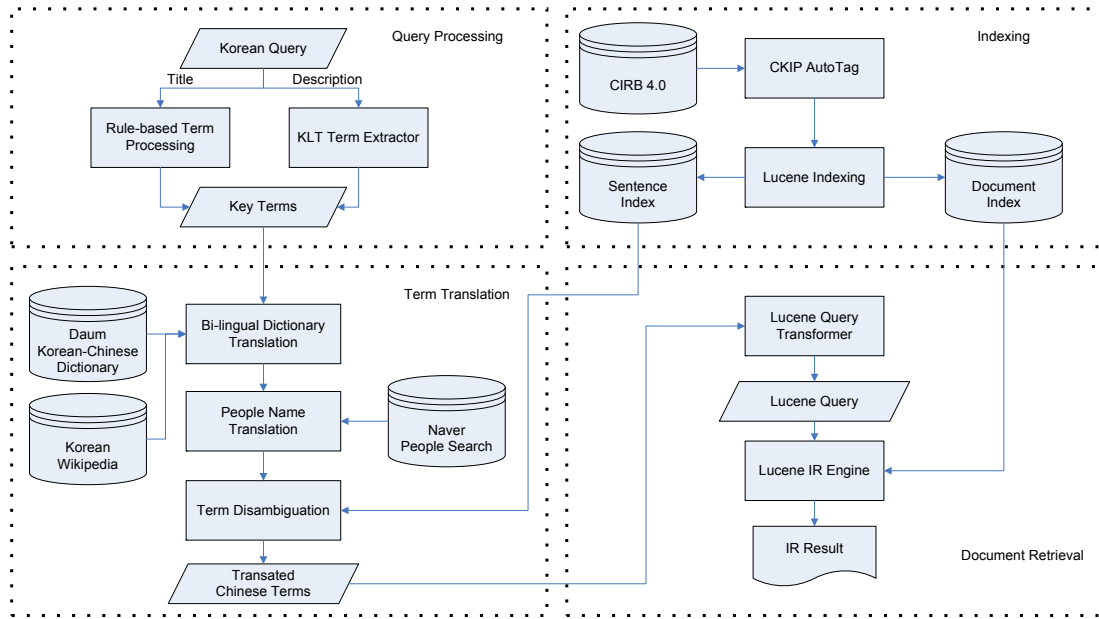 Query Processing
Korean Query
Title
Description
Rule-based Term
Processing
KLT Term Extractor
Key Terms
Indexing
CIRB 4.0
CKIP AutoTag
Sentence
Index
Lucene Indexing
Document
Index
Term Translation
Daum
Korean-Chinese
Dictionary
Bi-lingual Dictionary
Translation
Korean
Wikipedia
People Name
Translation
Naver
People Search
Term Disambiguation
Transated
Chinese Terms
Lucene Query
Transformer
Lucene Query
Lucene IR Engine
IR Result
Document Retrieval